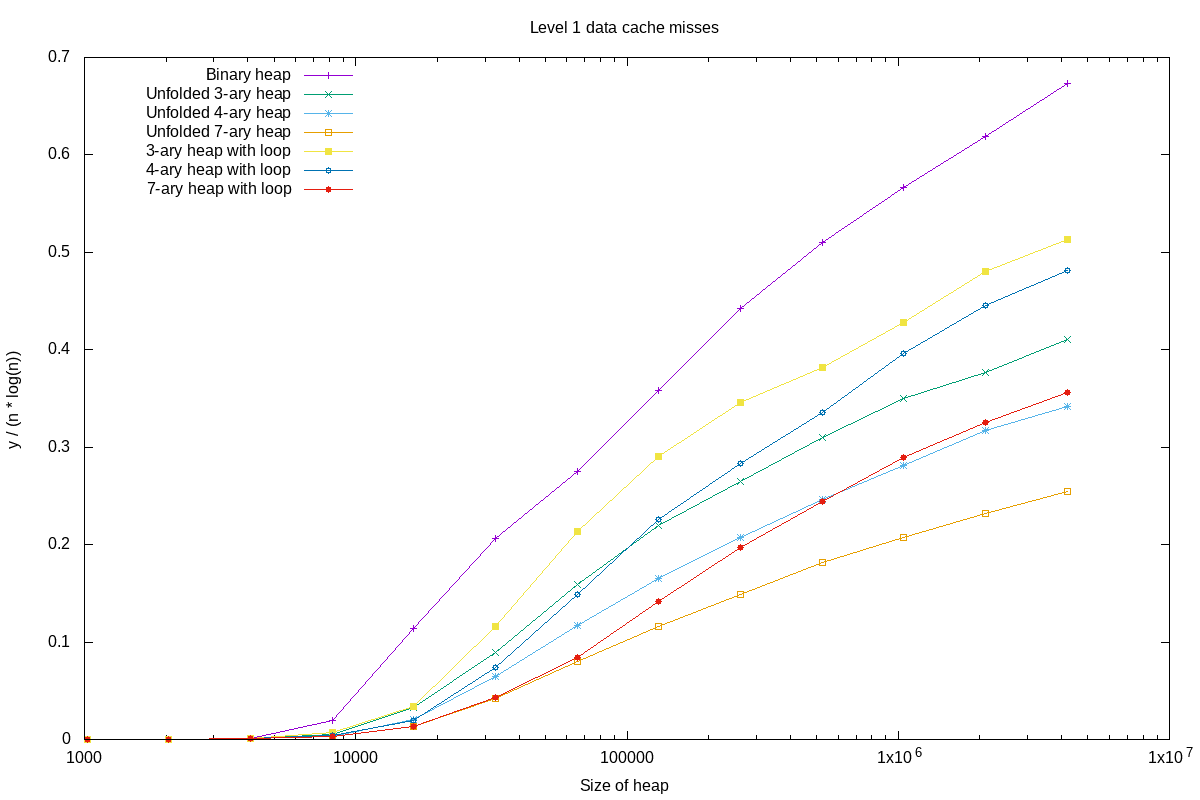 Level 1 data cache misses
0.7
0.6
0.5
0.4
0.3
0.2
0.1
0
y / (n * log(n))
Binary heap
Unfolded 3-ary heap
Unfolded 4-ary heap
Unfolded 7-ary heap
3-ary heap with loop
4-ary heap with loop
7-ary heap with loop
1000 10000 100000 1x10^6 1x10^7
Size of heap